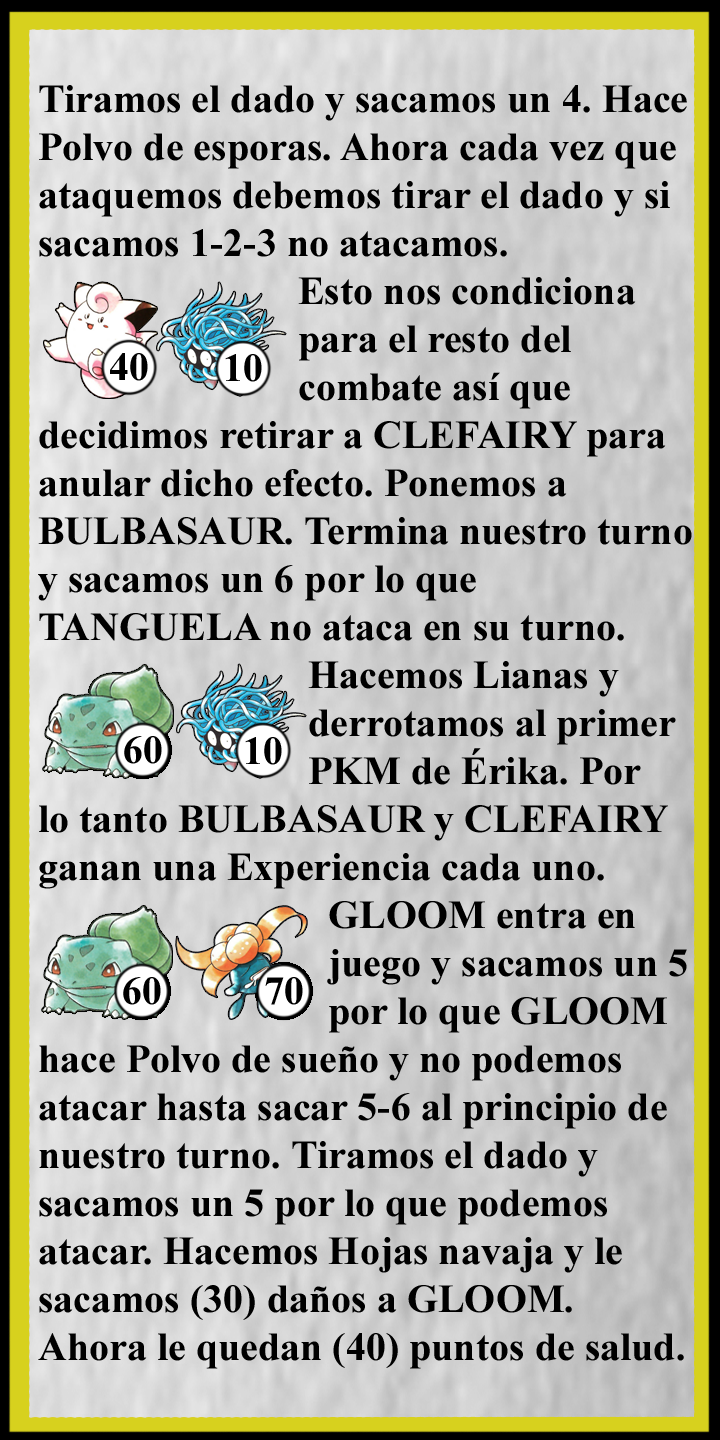 Tiramos el dado y sacamos un 4. Hace
Polvo de esporas. Ahora cada vez que
ataquemos debemos tirar el dado y si
sacamos 1-2-3 no atacamos.
Esto nos condiciona
para el resto del
40 10
combate así que
decidimos retirar a CLEFAIRY para
anular dicho efecto. Ponemos a
BULBASAUR. Termina nuestro turno
y sacamos un 6 por lo que
TANGUELA no ataca en su turno.
Hacemos Lianas y
derrotamos al primer
60 10
PKM de Érika. Por
lo tanto BULBASAUR y CLEFAIRY
ganan una Experiencia cada uno.
GLOOM entra en
juego y sacamos un 5
60 70
por lo que GLOOM
hace Polvo de sueño y no podemos
atacar hasta sacar 5-6 al principio de
nuestro turno. Tiramos el dado y
sacamos un 5 por lo que podemos
atacar. Hacemos Hojas navaja y le
sacamos (30) daños a GLOOM.
Ahora le quedan (40) puntos de salud.